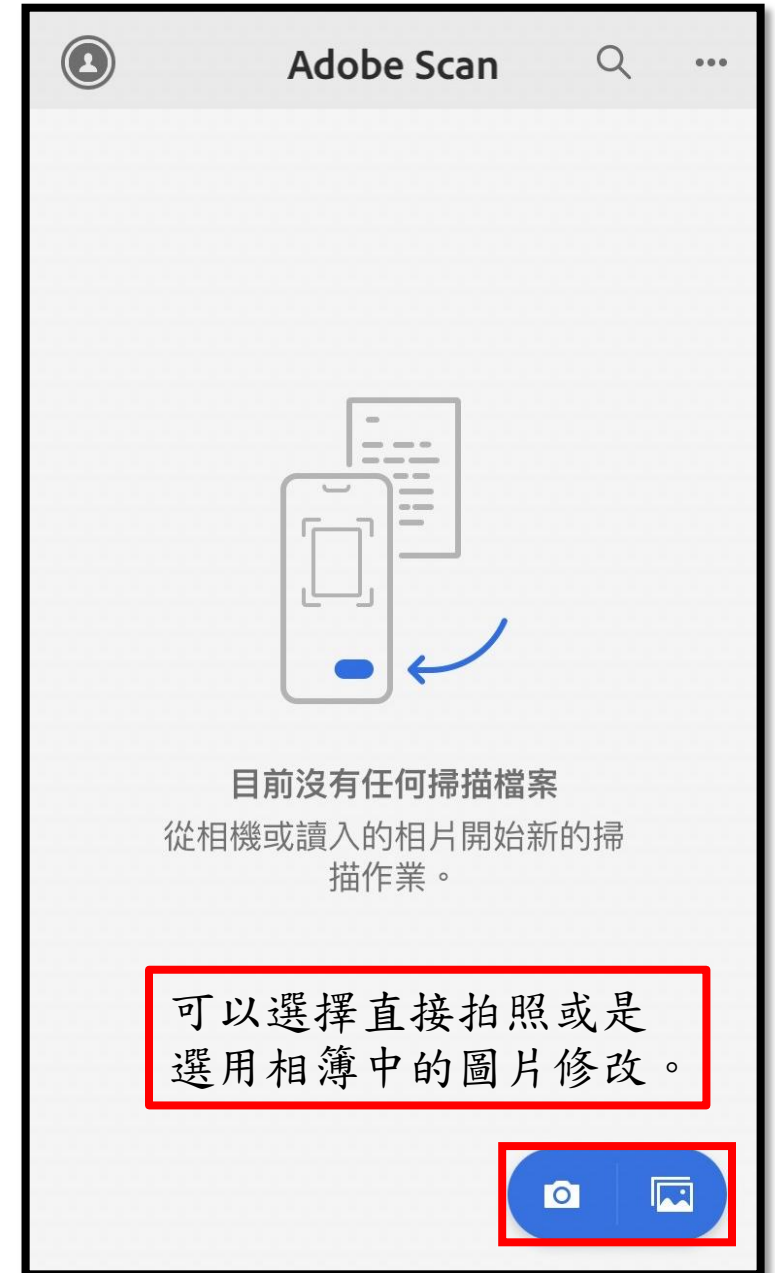 Adobe Scan
目前沒有任何掃描檔案
從相機或讀入的相片開始新的掃
描作業。
可以選擇直接拍照或是
選用相簿中的圖片修改。